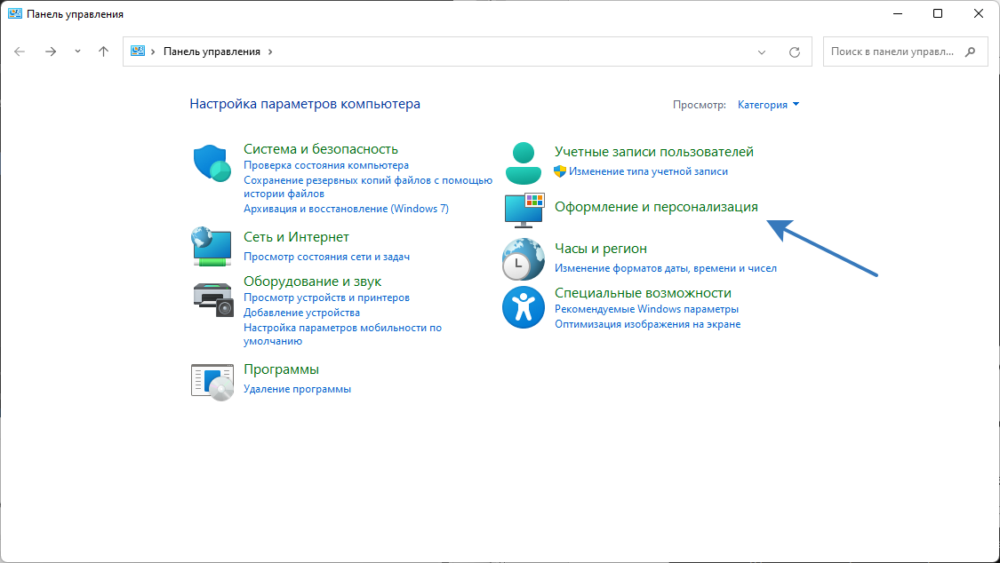 Панель управления
Панель управления
Поиск в панели управл...
Настройка параметров компьютера
Просмотр: Категория
Система и безопасность
Проверка состояния компьютера
Сохранение резервных копий файлов с помощью
истории файлов
Архивация и восстановление (Windows 7)
Сеть и Интернет
Просмотр состояния сети и задач
Оборудование и звук
Просмотр устройств и принтеров
Добавление устройства
Настройка параметров мобильности по
умолчанию
Программы
Удаление программы
Учетные записи пользователей
Изменение типа учетной записи
Оформление и персонализация
Часы и регион
Изменение форматов даты, времени и чисел
Специальные возможности
Рекомендуемые Windows параметры
Оптимизация изображения на экране